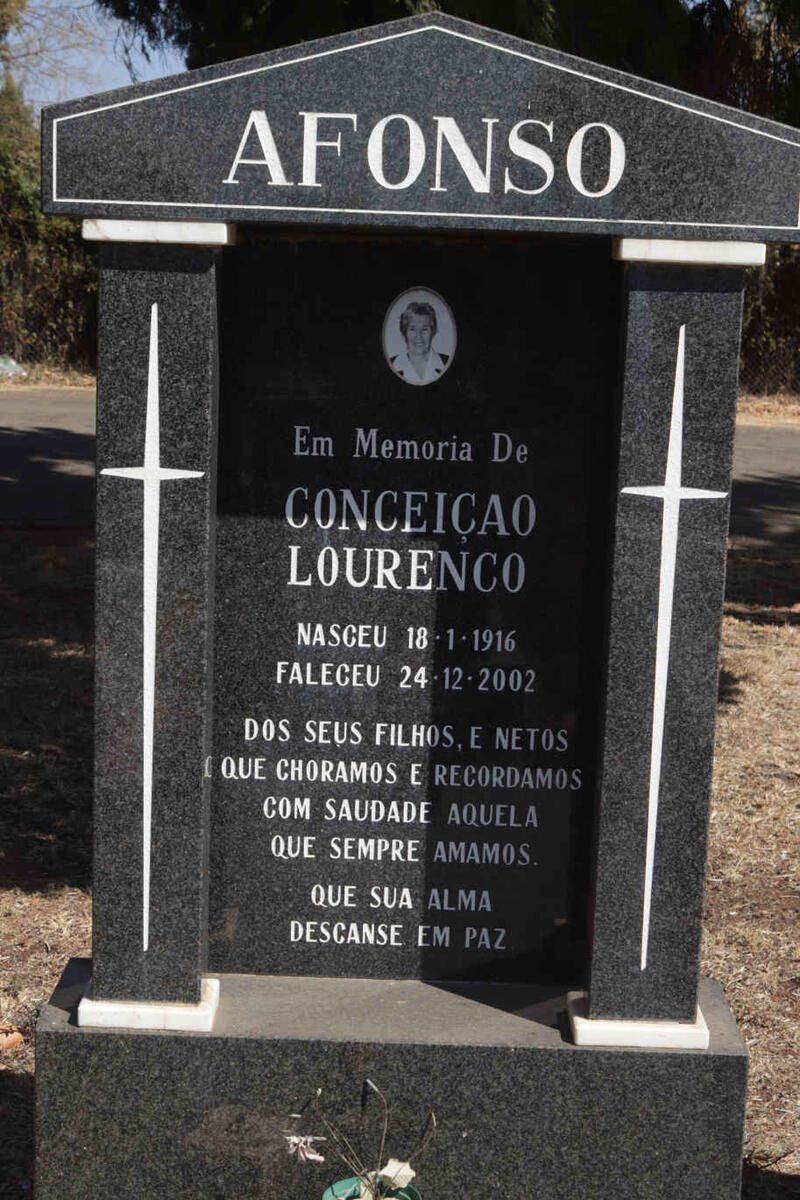 AFONSO
Em Memoria De
CONCEIÇAO
LOURENCO
NASCEU 18·1·1916
FALECEU 24·12·2002
DOS SEUS FILHOS, E NETOS
QUE CHORAMOS E RECORDAMOS
COM SAUDADE AQUELA
QUE SEMPRE AMAMOS.
QUE SUA ALMA
DESCANSE EM PAZ